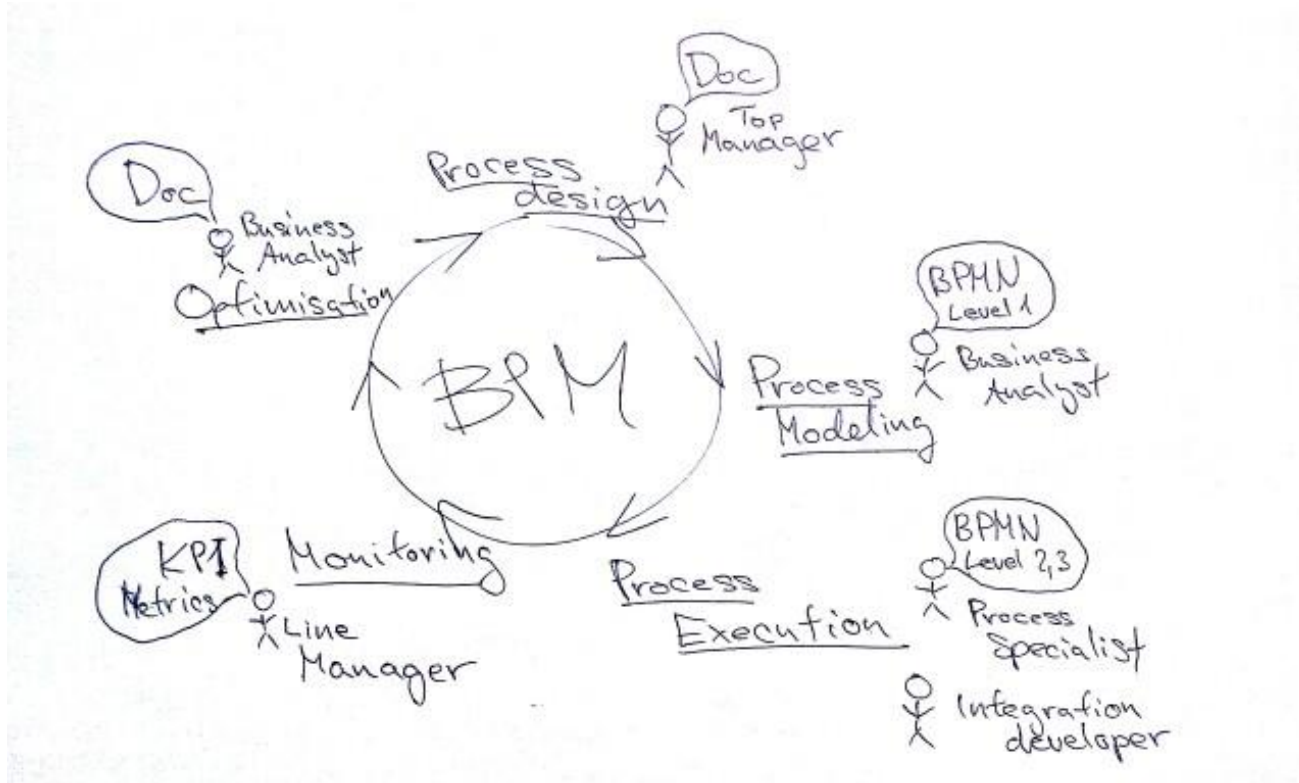 Doc
Top
Manager
Process
design
Doc
Business
Analyst
Optimisation
BPM
BPMN
Level 1
Business
Analyst
Process
Modeling
BPMN
Level 2,3
Process
Specialist
Integration
developer
Process
Execution
Monitoring
KPI
Metrics
Line
Manager